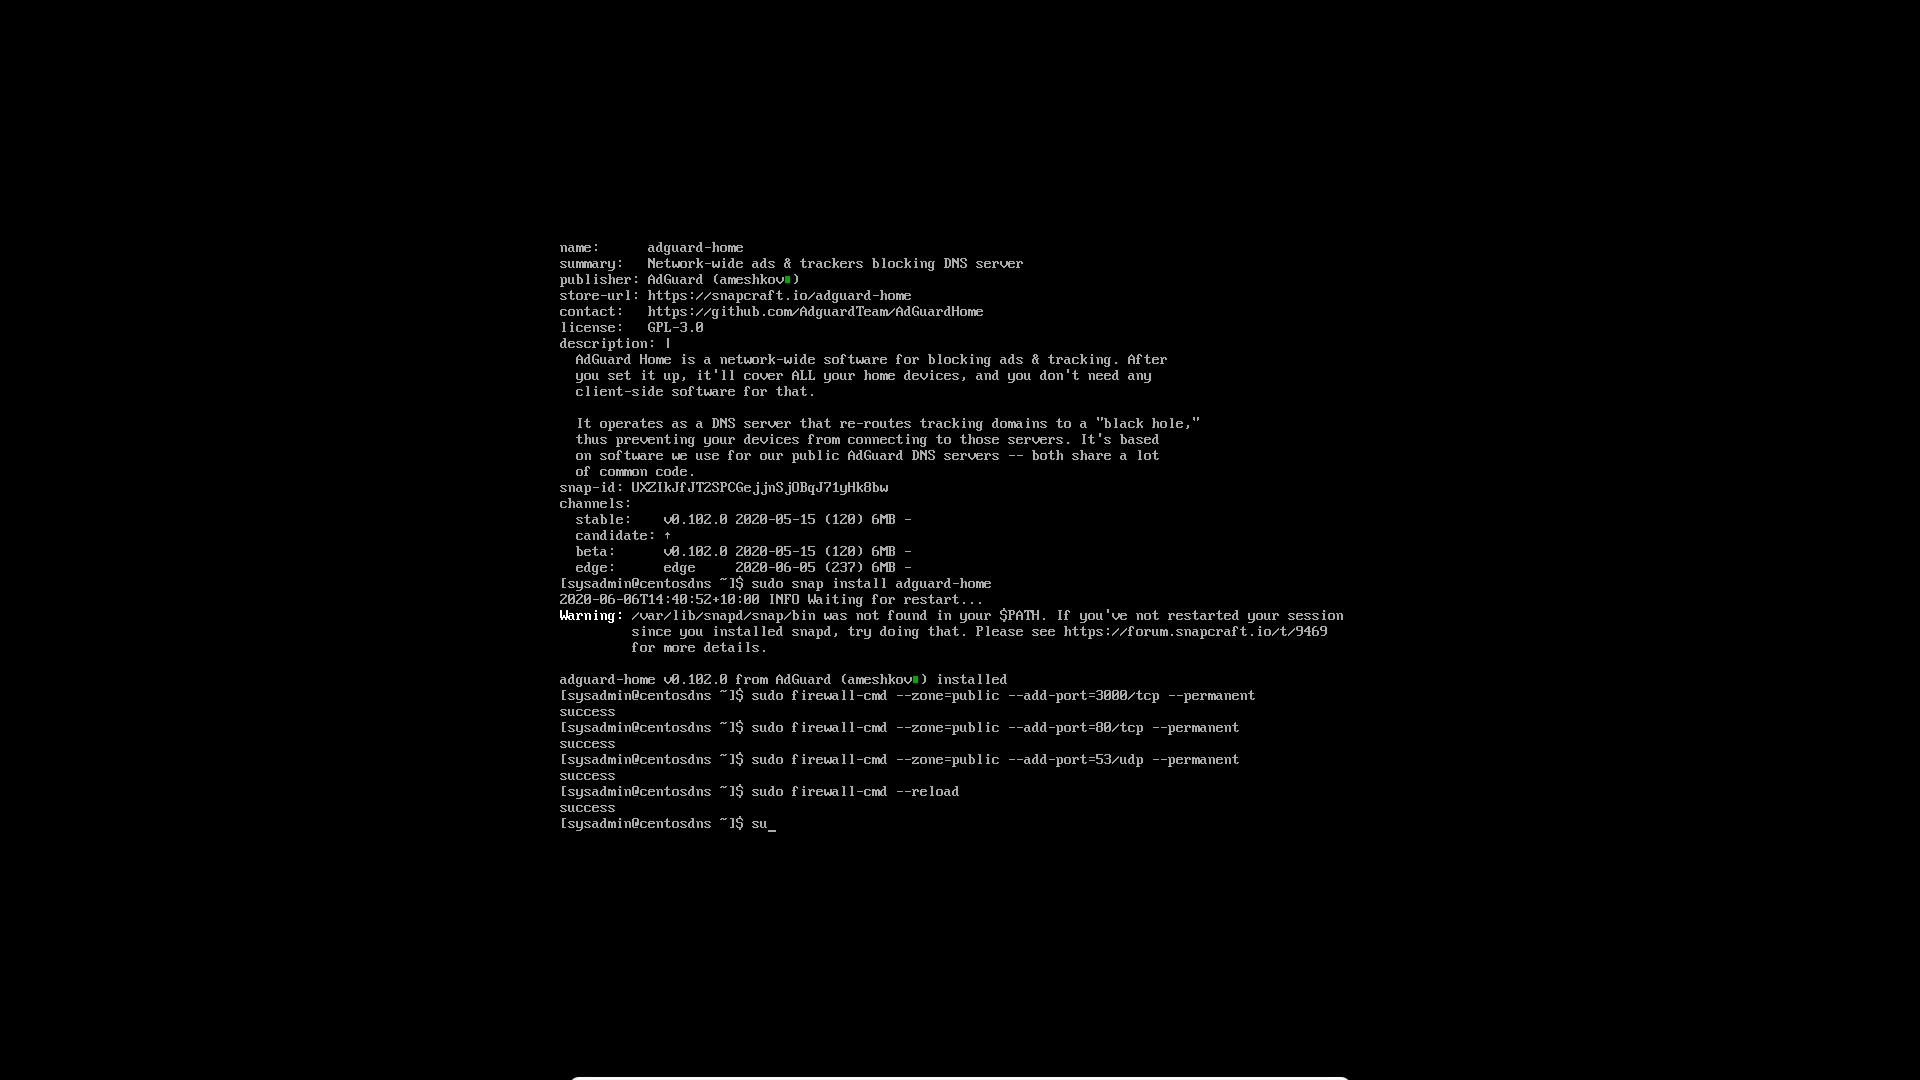 name:      adguard-home
summary:   Network-wide ads & trackers blocking DNS server
publisher: AdGuard (ameshkov)
store-url: https://snapcraft.io/adguard-home
contact:   https://github.com/AdguardTeam/AdGuardHome
license:   GPL-3.0
description: |
  AdGuard Home is a network-wide software for blocking ads & tracking. After
  you set it up, it'll cover ALL your home devices, and you don't need any
  client-side software for that.
  It operates as a DNS server that re-routes tracking domains to a "black hole,"
  thus preventing your devices from connecting to those servers. It's based
  on software we use for our public AdGuard DNS servers -- both share a lot
  of common code.
snap-id: UXZIkJfJT2SPCGejjnSjOBqJ71yHk8bw
channels:
  stable:    v0.102.0 2020-05-15 (120) 6MB -
  candidate: ↑
  beta:      v0.102.0 2020-05-15 (120) 6MB -
  edge:      edge     2020-06-05 (237) 6MB -
[sysadmin@centosdns ~]$ sudo snap install adguard-home
2020-06-06T14:40:52+10:00 INFO Waiting for restart...
Warning: /var/lib/snapd/snap/bin was not found in your $PATH. If you've not restarted your session
         since you installed snapd, try doing that. Please see https://forum.snapcraft.io/t/9469
         for more details.
adguard-home v0.102.0 from AdGuard (ameshkov) installed
[sysadmin@centosdns ~]$ sudo firewall-cmd --zone=public --add-port=3000/tcp --permanent
success
[sysadmin@centosdns ~]$ sudo firewall-cmd --zone=public --add-port=80/tcp --permanent
success
[sysadmin@centosdns ~]$ sudo firewall-cmd --zone=public --add-port=53/udp --permanent
success
[sysadmin@centosdns ~]$ sudo firewall-cmd --reload
success
[sysadmin@centosdns ~]$ su_